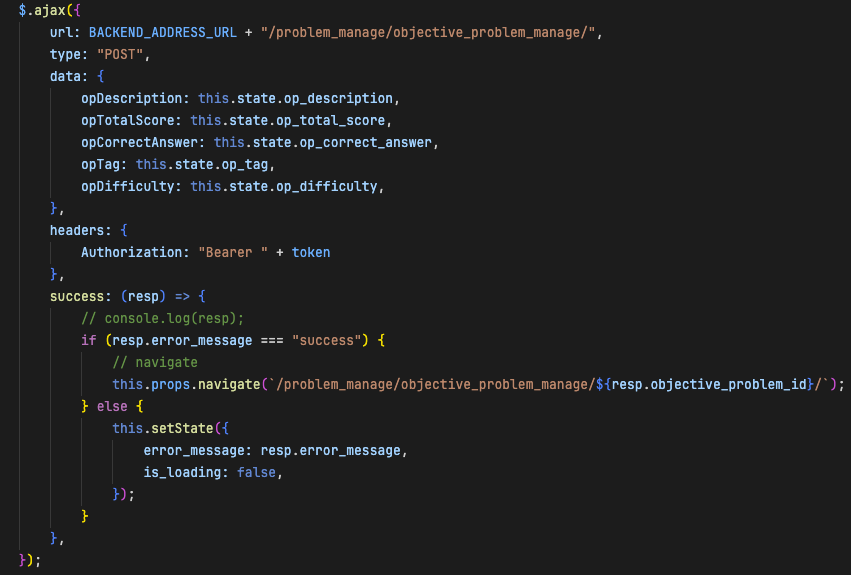 $.ajax({
    url: BACKEND_ADDRESS_URL + "/problem_manage/objective_problem_manage/",
    type: "POST",
    data: {
        opDescription: this.state.op_description,
        opTotalScore: this.state.op_total_score,
        opCorrectAnswer: this.state.op_correct_answer,
        opTag: this.state.op_tag,
        opDifficulty: this.state.op_difficulty,
    },
    headers: {
        Authorization: "Bearer " + token
    },
    success: (resp) => {
        // console.log(resp);
        if (resp.error_message === "success") {
            // navigate
            this.props.navigate(`/problem_manage/objective_problem_manage/${resp.objective_problem_id}/`);
        } else {
            this.setState({
                error_message: resp.error_message,
                is_loading: false,
            });
        }
    },
});